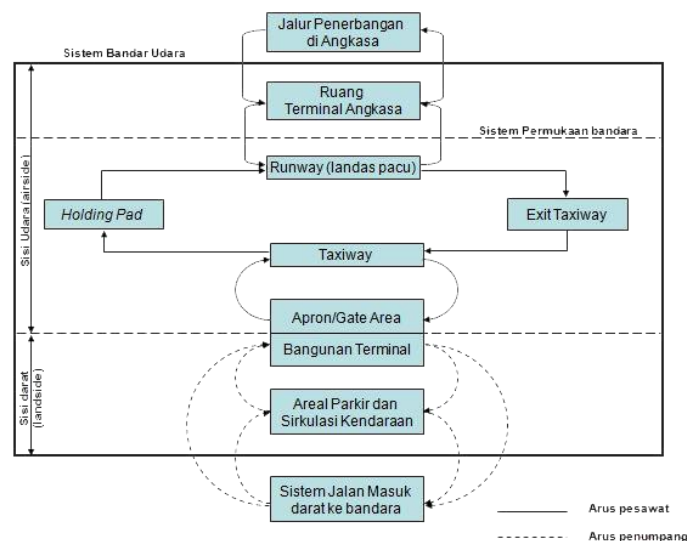 Jalur Penerbangan
di Angkasa
Sistem Bandar Udara
Ruang
Terminal Angkasa
Sistem Permukaan bandara
Runway (landas pacu)
Holding Pad
Exit Taxiway
Taxiway
Sisi Udara (airside)
Apron/Gate Area
Bangunan Terminal
Sisi darat
(landside)
Areal Parkir dan
Sirkulasi Kendaraan
Sistem Jalan Masuk
darat ke bandara
Arus pesawat
Arus penumpang